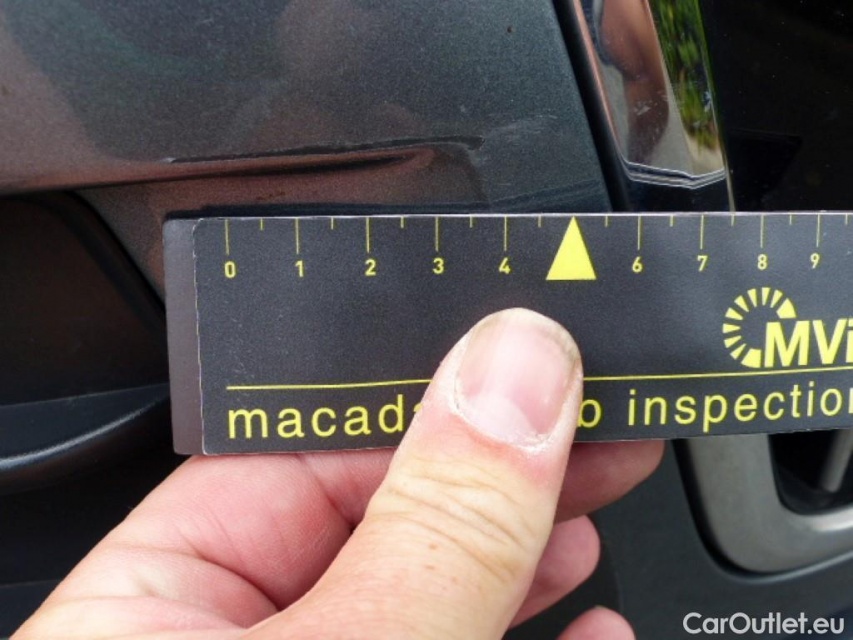 0 1 2 3 4 6 7 8 9
MVi
macad o inspection
CarOutlet.eu